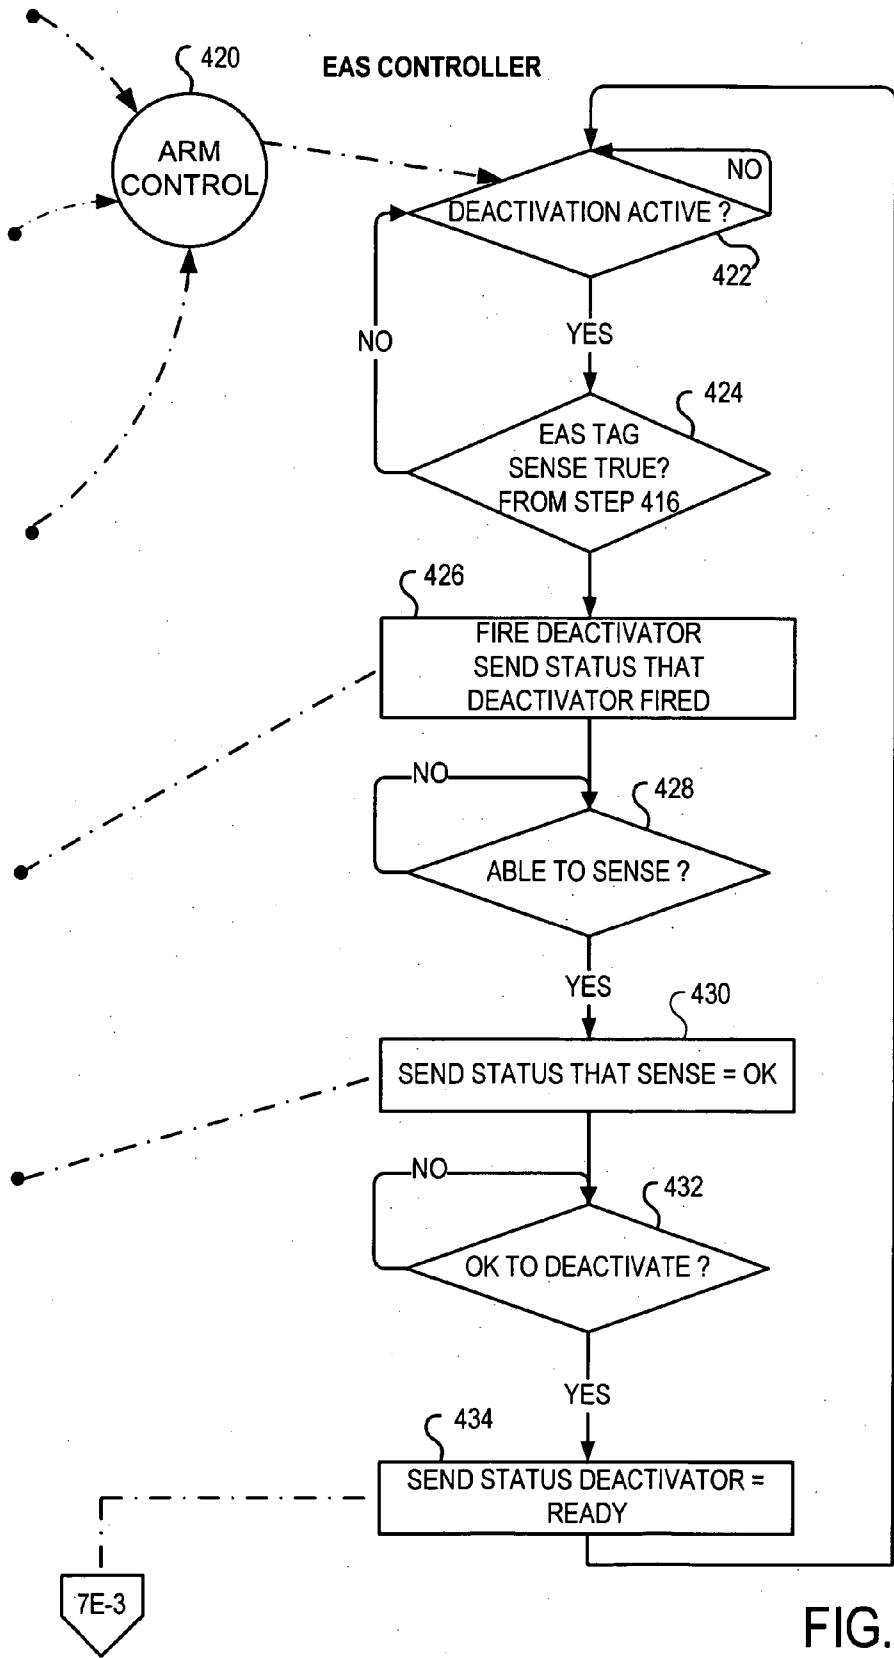 420
EAS CONTROLLER
ARM
CONTROL
NO
DEACTIVATION ACTIVE ?
422
YES
NO
424
EAS TAG
SENSE TRUE?
FROM STEP 416
426
FIRE DEACTIVATOR
SEND STATUS THAT
DEACTIVATOR FIRED
NO
428
ABLE TO SENSE ?
YES
430
SEND STATUS THAT SENSE = OK
NO
432
OK TO DEACTIVATE ?
YES
434
SEND STATUS DEACTIVATOR =
READY
7E-3
FIG.